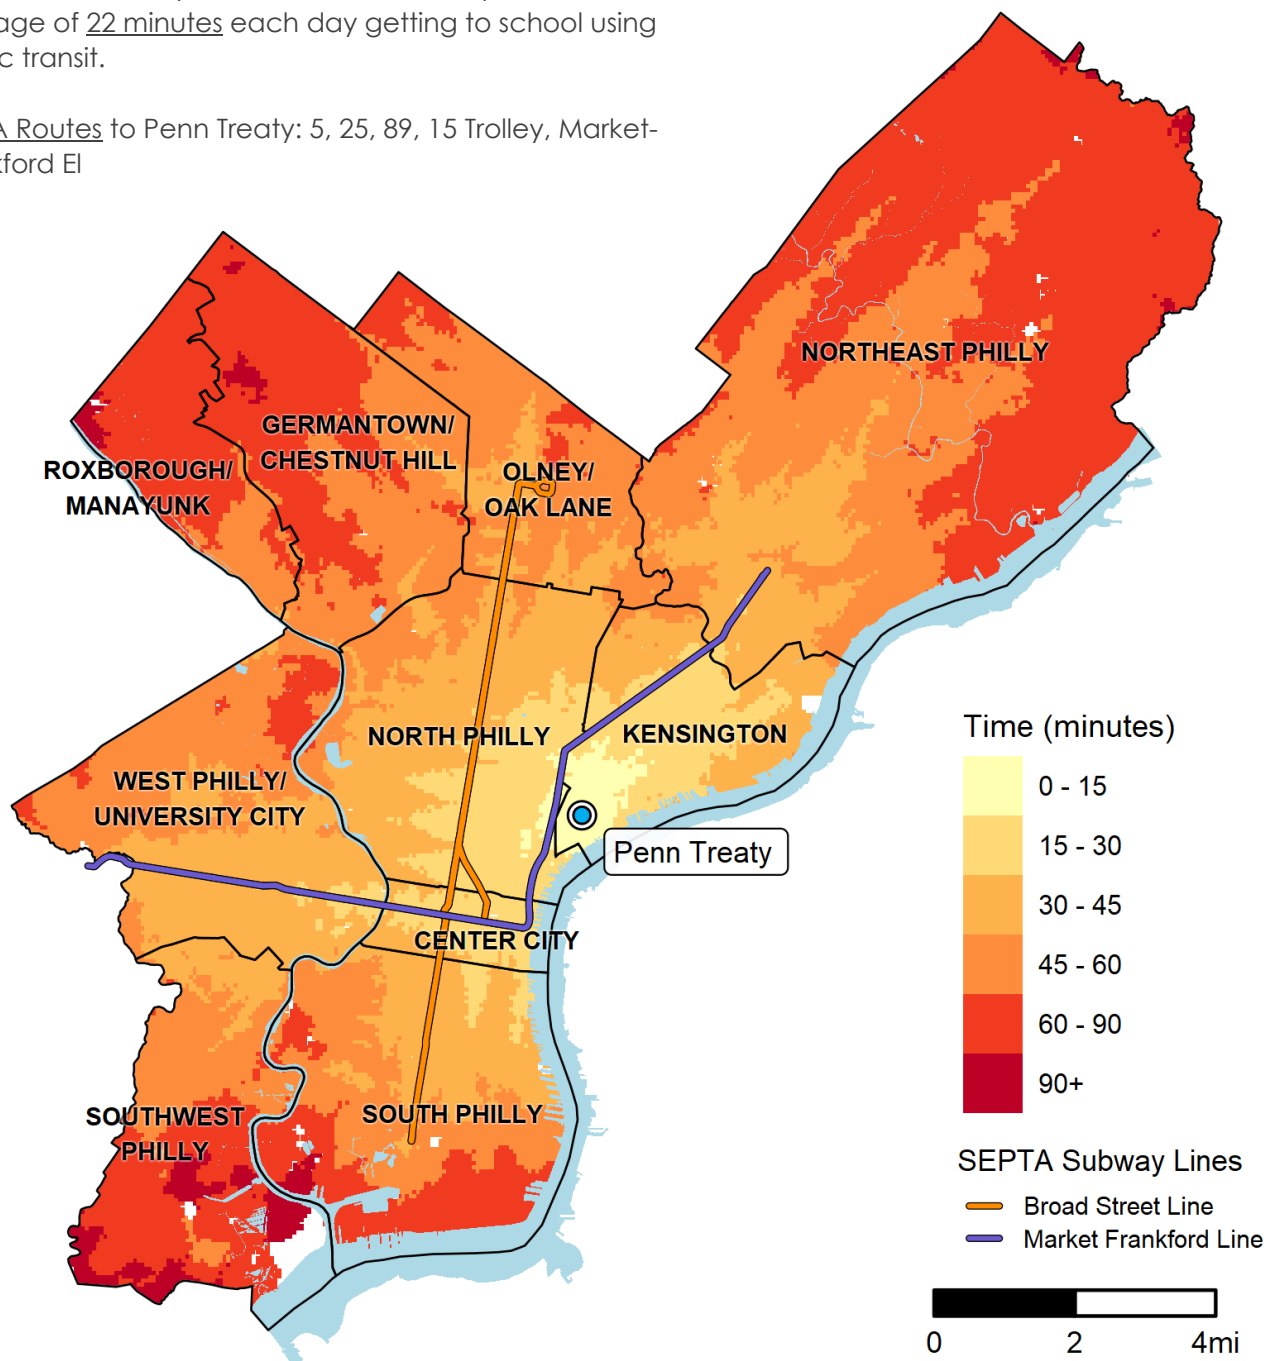 age of 22 minutes each day getting to school using
c transit.
A Routes to Penn Treaty: 5, 25, 89, 15 Trolley, Market-
ford El
NORTHEAST PHILLY
GERMANTOWN/
CHESTNUT HILL
ROXBOROUGH/
MANAYUNK
OLNEY/
OAK LANE
NORTH PHILLY
KENSINGTON
WEST PHILLY/
UNIVERSITY CITY
Penn Treaty
CENTER CITY
SOUTHWEST
PHILLY
SOUTH PHILLY
Time (minutes)
0 - 15
15 - 30
30 - 45
45 - 60
60 - 90
90+
SEPTA Subway Lines
Broad Street Line
Market Frankford Line
0 2 4mi